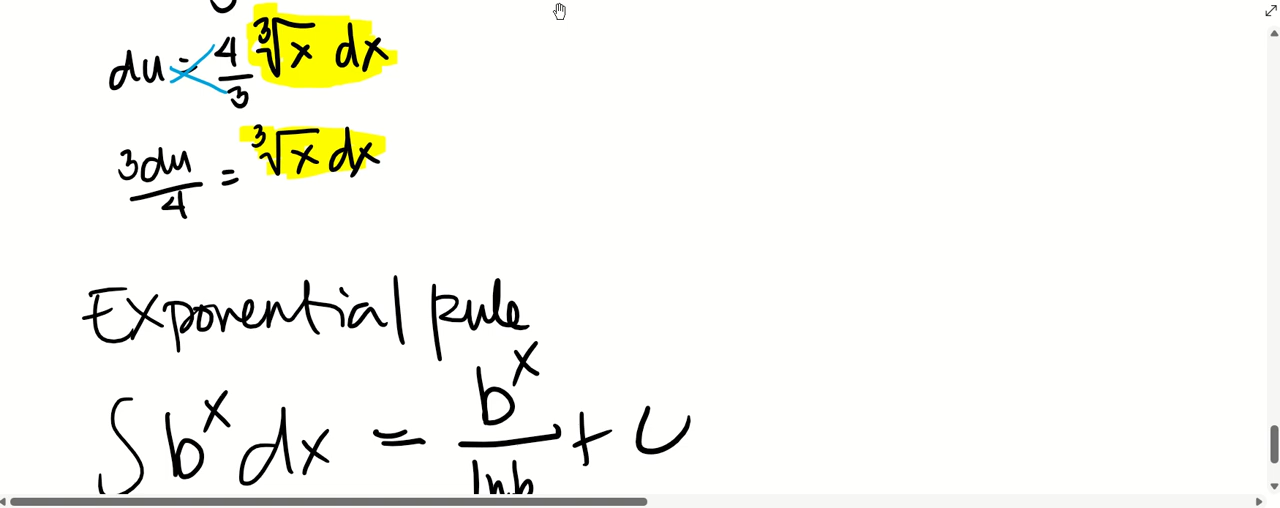 du = 4/3 ∛x dx
3du/4 = ∛x dx
Exponential rule
∫ b^x dx = b^x / ln b + C